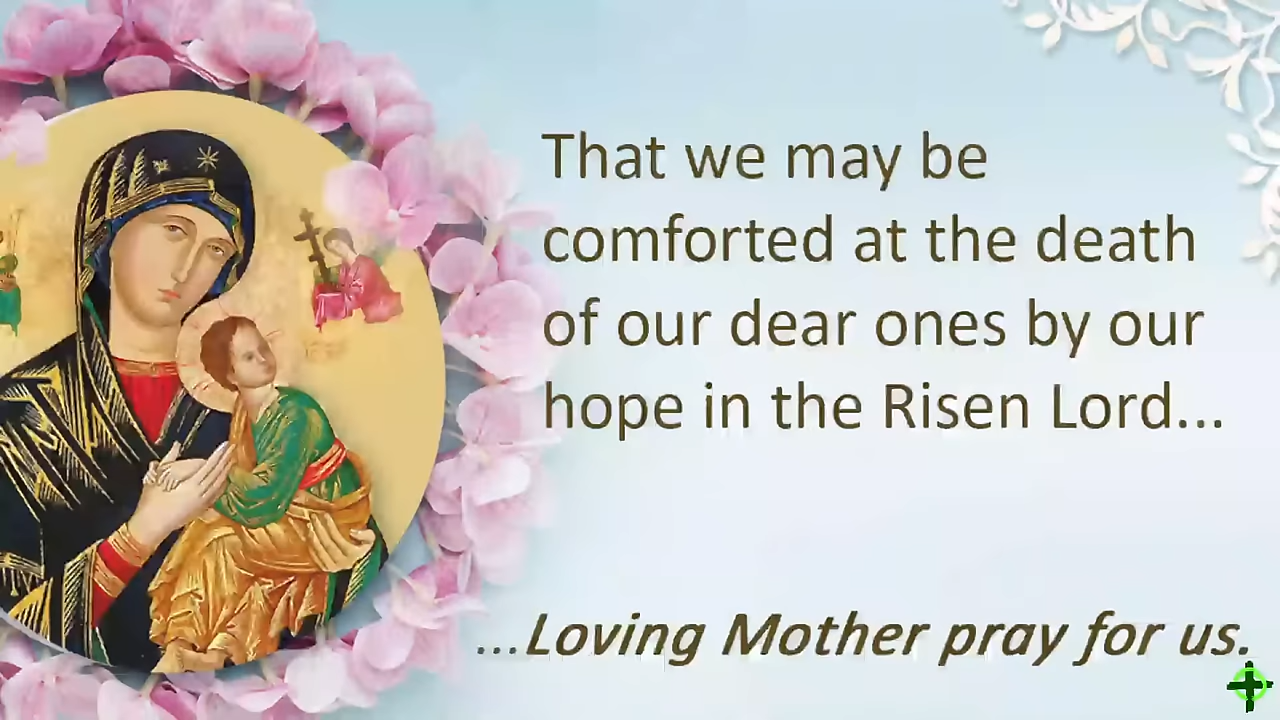 That we may be
comforted at the death
of our dear ones by our
hope in the Risen Lord...
...Loving Mother pray for us.